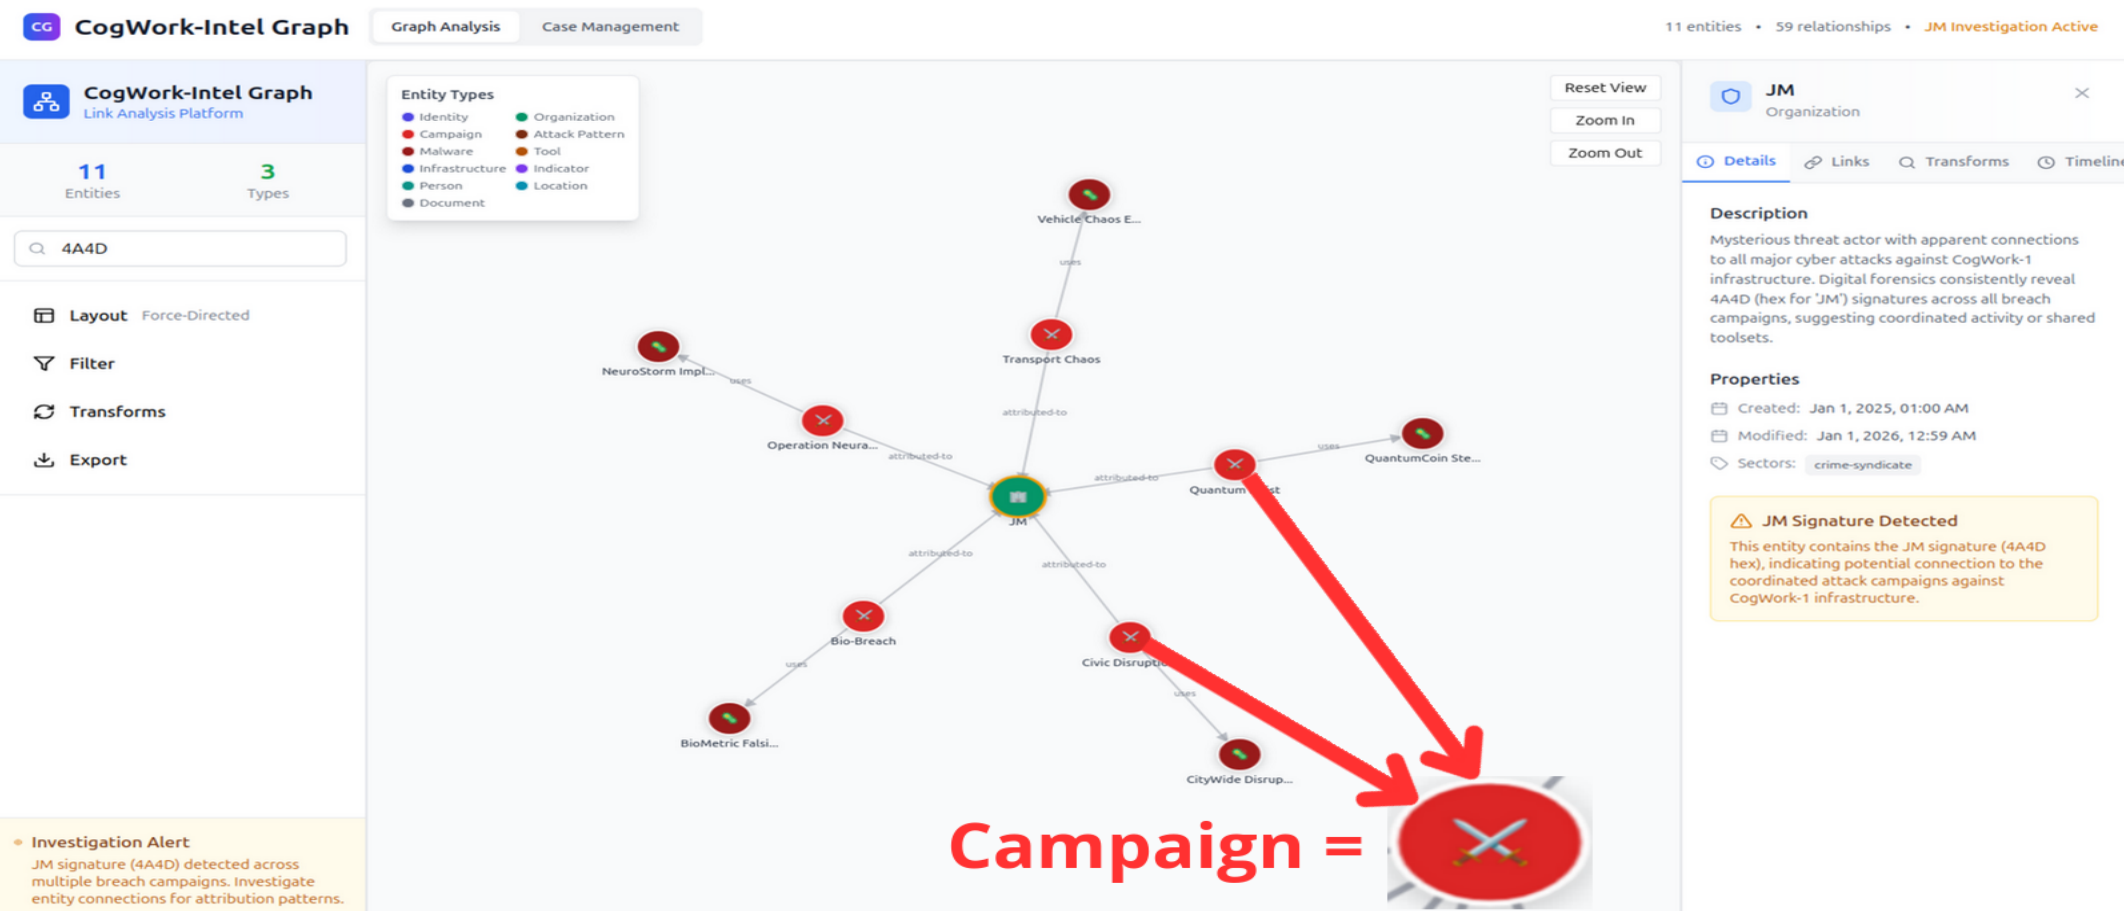 CG CogWork-Intel Graph Graph Analysis Case Management 11 entities • 59 relationships • JM Investigation Active
CogWork-Intel Graph
Link Analysis Platform
11 3
Entities Types
4A4D
Layout Force-Directed
Filter
Transforms
Export
Investigation Alert
JM signature (4A4D) detected across
multiple breach campaigns. Investigate
entity connections for attribution patterns.
Entity Types
Identity Organization
Campaign Attack Pattern
Malware Tool
Infrastructure Indicator
Person Location
Document
Reset View
Zoom In
Zoom Out
Vehicle Chaos E...
uses
Transport Chaos
attributed-to
NeuroStorm Impl...
uses
Operation Neura...
attributed-to
QuantumCoin Ste...
uses
Quantum
attributed-to
JM
attributed-to
attributed-to
Bio-Breach
uses
BioMetric Falsi...
Civic
uses
CityWide Disrup...
Campaign =
JM
Organization
Details Links Transforms
Description
Mysterious threat actor with apparent connections
to all major cyber attacks against CogWork-1
infrastructure. Digital forensics consistently reveal
4A4D (hex for 'JM') signatures across all breach
campaigns, suggesting coordinated activity or shared
toolsets.
Properties
Created: Jan 1, 2025, 01:00 AM
Modified: Jan 1, 2026, 12:59 AM
Sectors: crime-syndicate
JM Signature Detected
This entity contains the JM signature (4A4D
hex), indicating potential connection to the
coordinated attack campaigns against
CogWork-1 infrastructure.